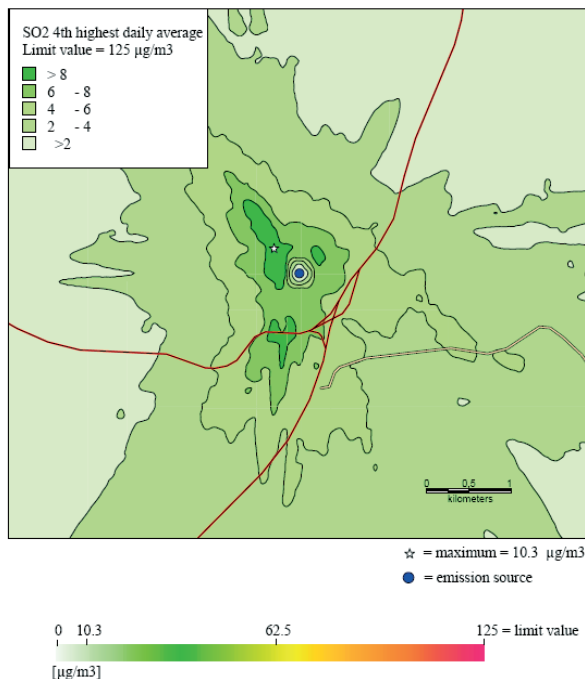 SO2 4th highest daily average
Limit value = 125 µg/m3
> 8
6 - 8
4 - 6
2 - 4
>2
0 0,5 1
kilometers
☆ = maximum = 10.3 µg/m3
= emission source
0 10.3 62.5 125 = limit value
[µg/m3]